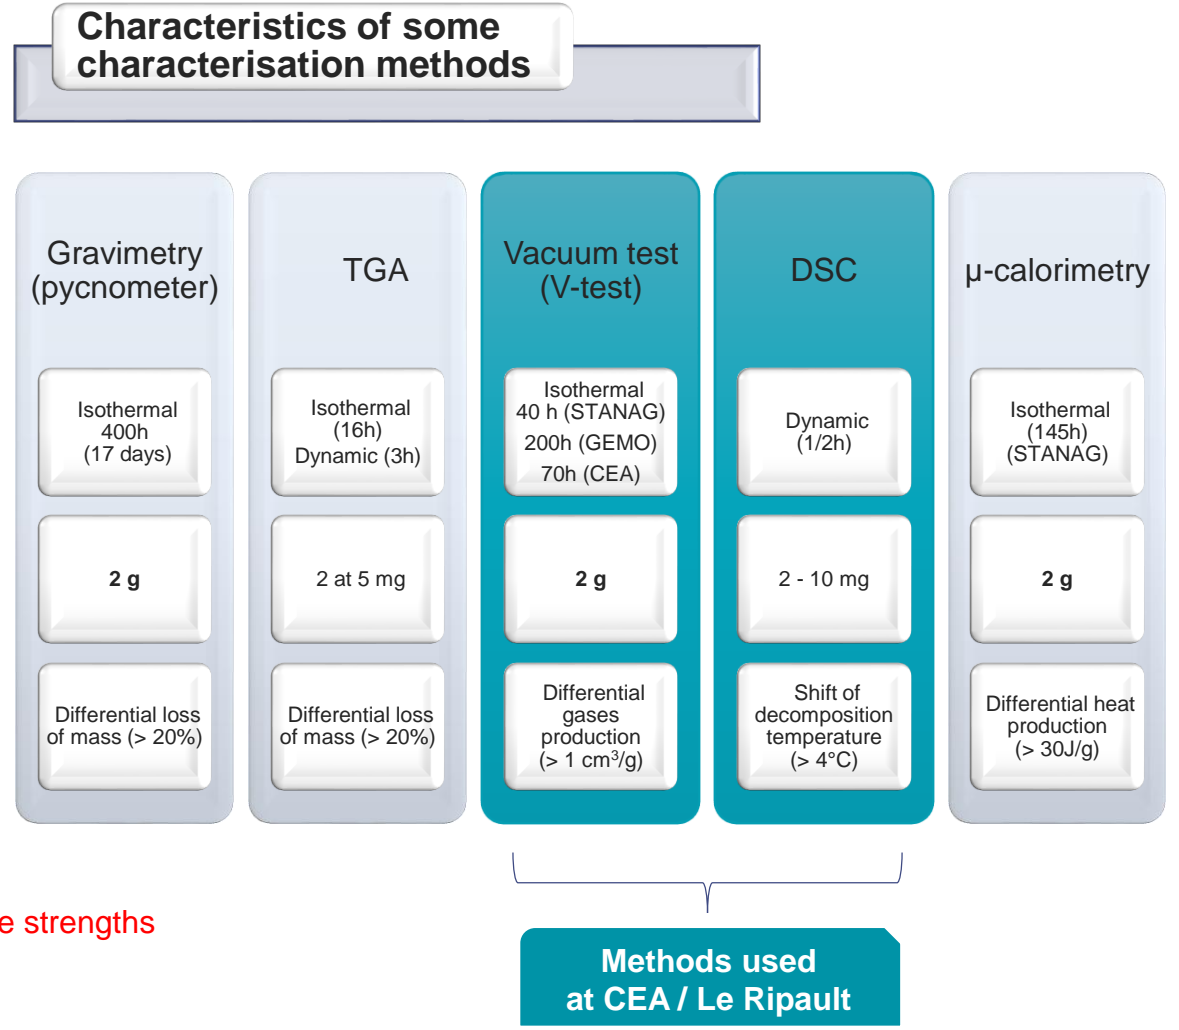 Characteristics of some
characterisation methods
Gravimetry
(pycnometer)
Isothermal
400h
(17 days)
2 g
Differential loss
of mass (> 20%)
TGA
Isothermal
(16h)
Dynamic (3h)
2 at 5 mg
Differential loss
of mass (> 20%)
Vacuum test
(V-test)
Isothermal
40 h (STANAG)
200h (GEMO)
70h (CEA)
2 g
Differential
gases
production
(> 1 cm³/g)
DSC
Dynamic
(1/2h)
2 - 10 mg
Shift of
decomposition
temperature
(> 4°C)
µ-calorimetry
Isothermal
(145h)
(STANAG)
2 g
Differential heat
production
(> 30J/g)
e strengths
Methods used
at CEA / Le Ripault